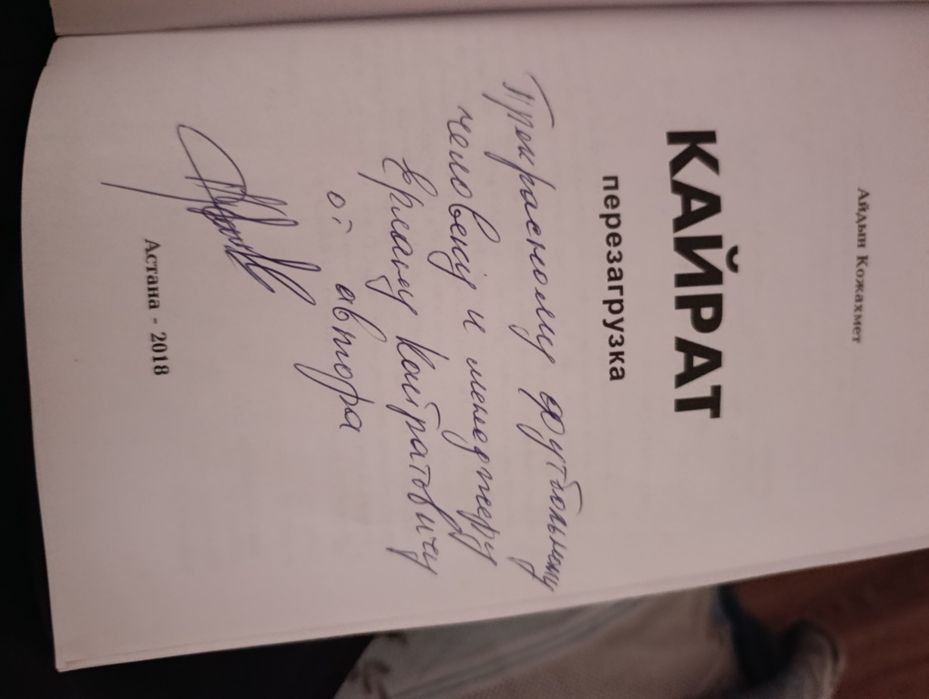 Айдын Кожахмет
КАЙРАТ
перезагрузка
Прекрасному футбольному
человеку и менеджеру
Ерлану Кайратовичу
от автора
Астана - 2018